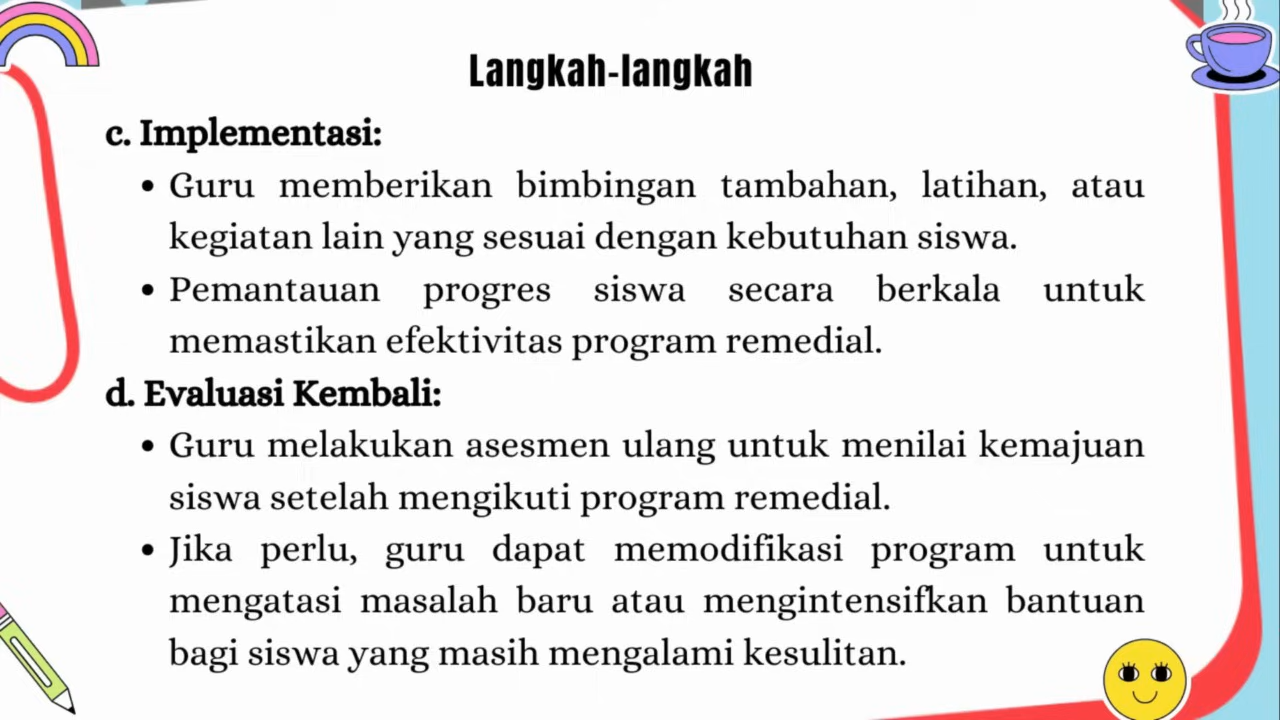 Langkah-langkah
c. Implementasi:
• Guru memberikan bimbingan tambahan, latihan, atau
kegiatan lain yang sesuai dengan kebutuhan siswa.
• Pemantauan progres siswa secara berkala untuk
memastikan efektivitas program remedial.
d. Evaluasi Kembali:
• Guru melakukan asesmen ulang untuk menilai kemajuan
siswa setelah mengikuti program remedial.
• Jika perlu, guru dapat memodifikasi program untuk
mengatasi masalah baru atau mengintensifkan bantuan
bagi siswa yang masih mengalami kesulitan.